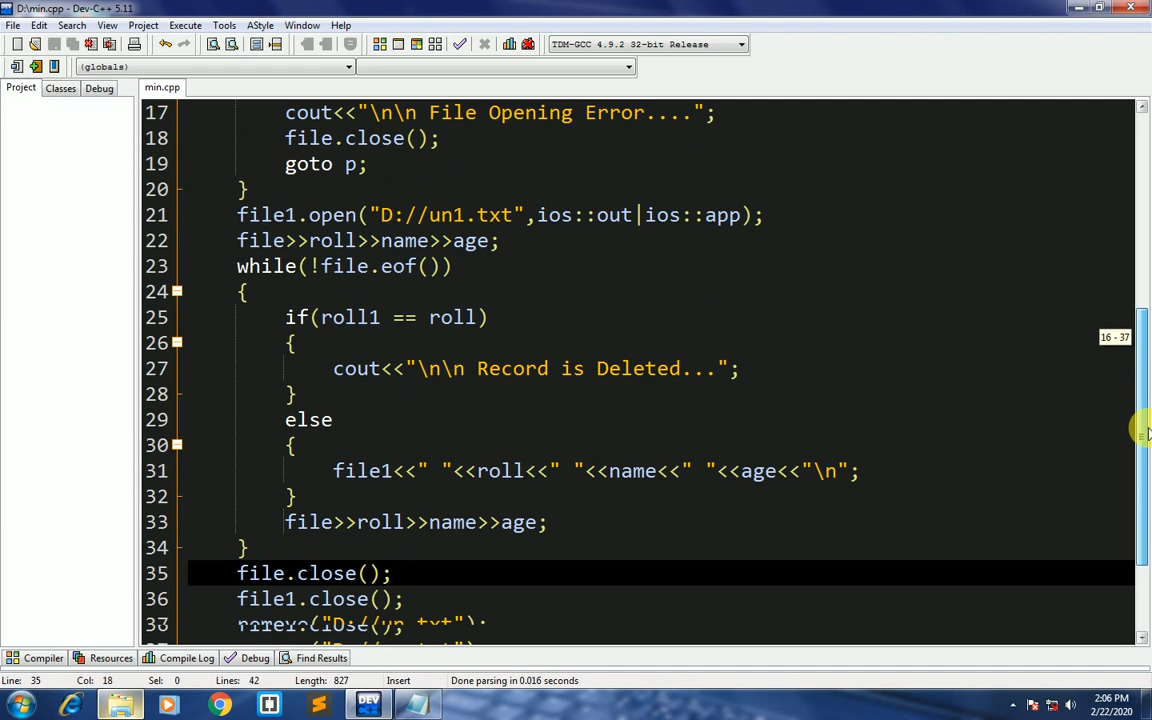 D:\min.cpp - Dev-C++ 5.11
File Edit Search View Project Execute Tools AStyle Window Help
TDM-GCC 4.9.2 32-bit Release
(globals)
Project Classes Debug min.cpp
17 cout<<"\n\n File Opening Error....";
18 file.close();
19 goto p;
20 }
21 file1.open("D://un1.txt",ios::out|ios::app);
22 file>>roll>>name>>age;
23 while(!file.eof())
24 {
25 if(roll1 == roll)
26 {
27 cout<<"\n\n Record is Deleted...";
28 }
29 else
30 {
31 file1<<" "<<roll<<" "<<name<<" "<<age<<"\n";
32 }
33 file>>roll>>name>>age;
34 }
35 file.close();
36 file1.close();
16 - 37
Compiler Resources Compile Log Debug Find Results
Line: 35 Col: 18 Sel: 0 Lines: 42 Length: 827 Insert Done parsing in 0.016 seconds
DEV
2:06 PM
2/22/2020